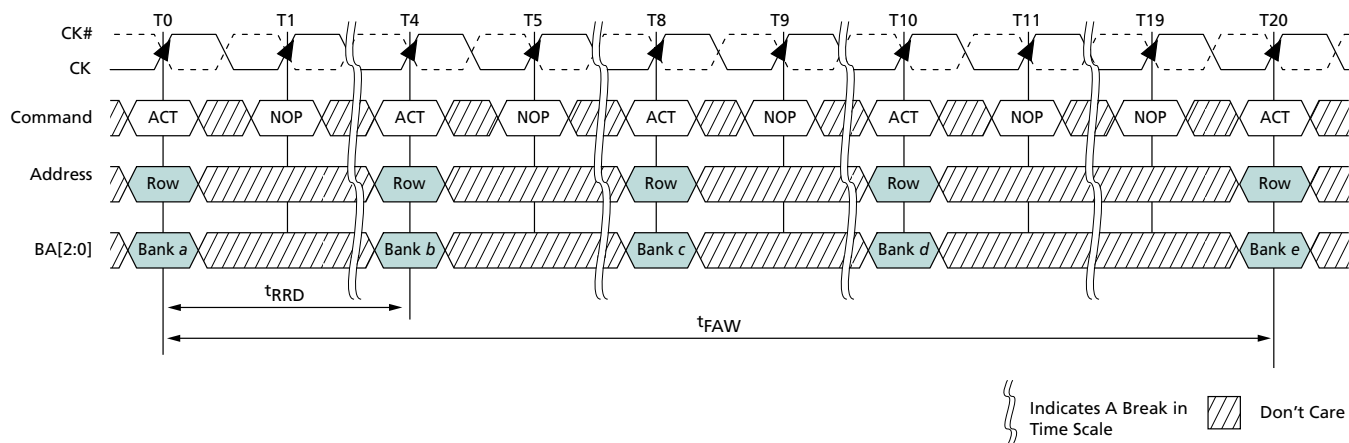 T0 T1 T4 T5 T8 T9 T10 T11 T19 T20
CK#
CK
Command ACT NOP ACT NOP ACT NOP ACT NOP NOP ACT
Address Row Row Row Row Row
BA[2:0] Bank a Bank b Bank c Bank d Bank e
tRRD
tFAW
Indicates A Break in
Time Scale
Don't Care